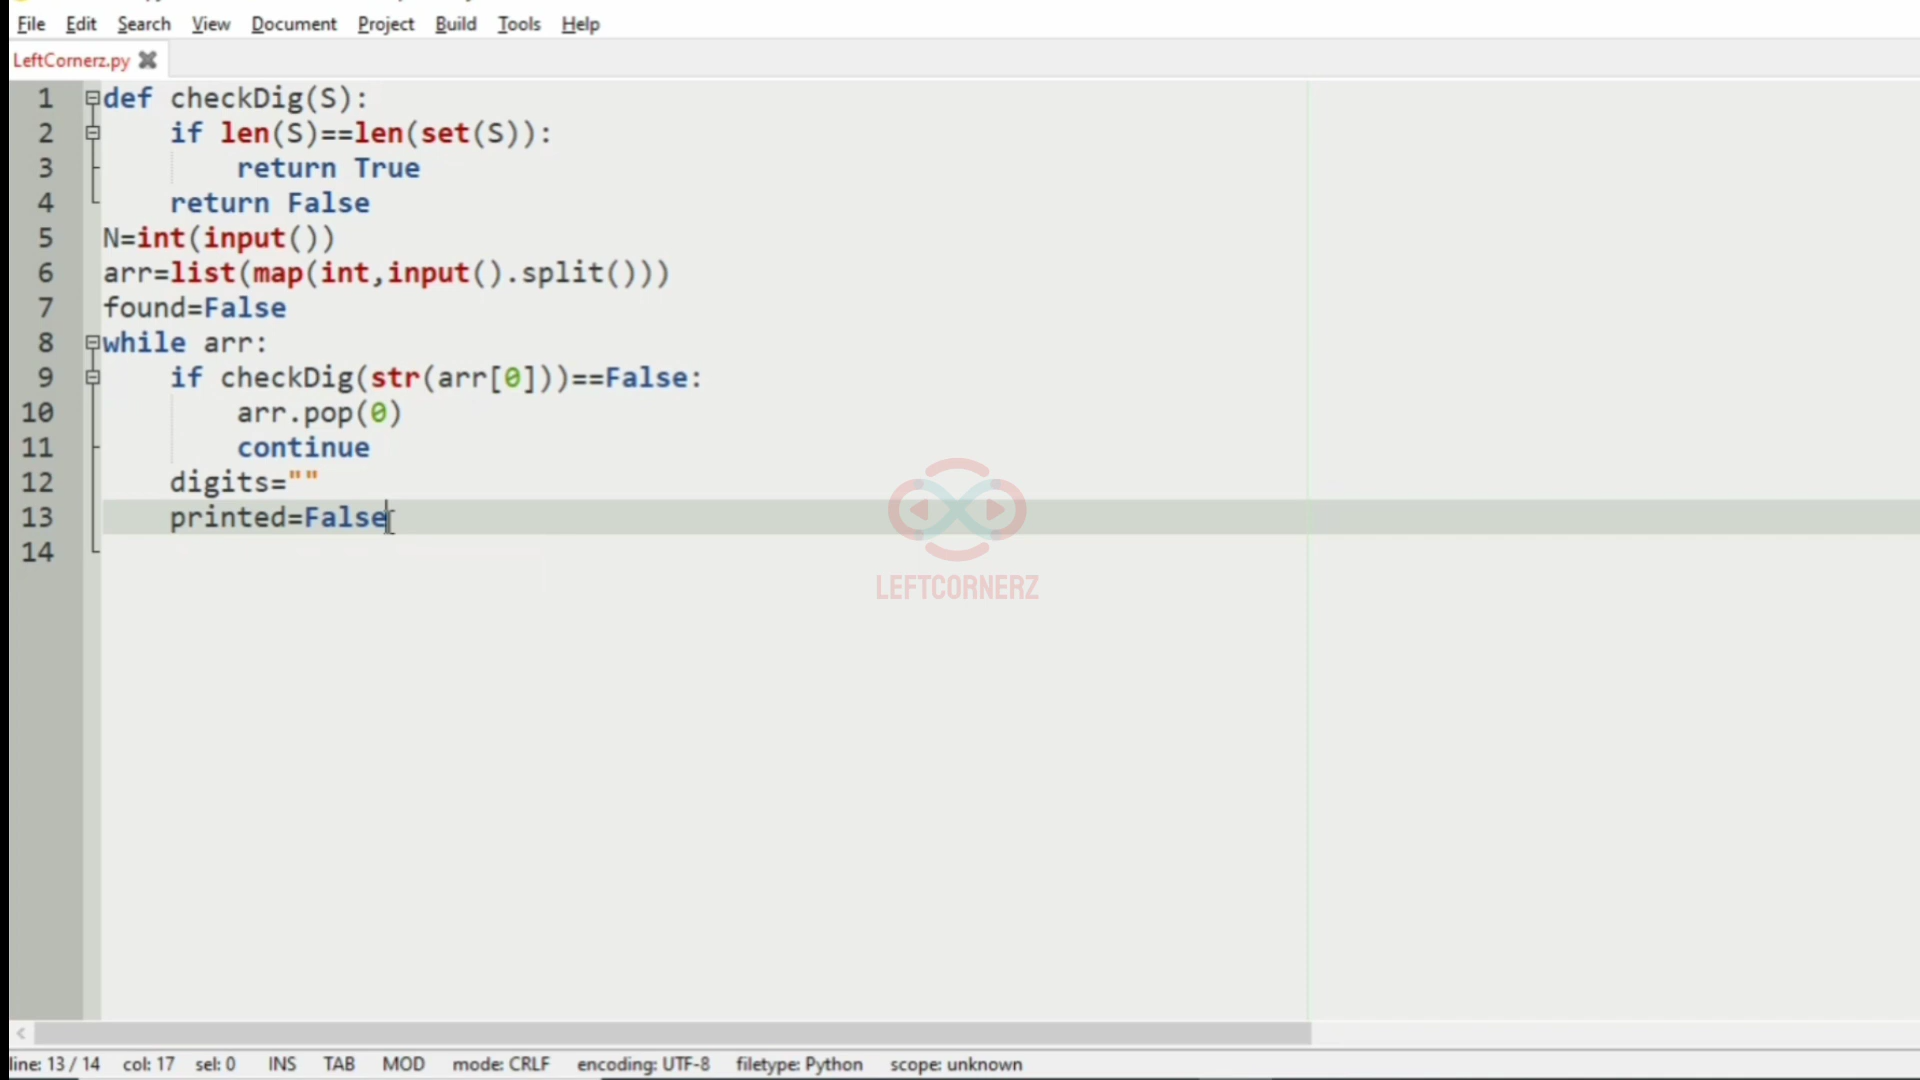 File Edit Search View Document Project Build Tools Help
LeftCornerz.py
1 def checkDig(S):
2 if len(S)==len(set(S)):
3 return True
4 return False
5 N=int(input())
6 arr=list(map(int,input().split()))
7 found=False
8 while arr:
9 if checkDig(str(arr[0]))==False:
10 arr.pop(0)
11 continue
12 digits=""
13 printed=False
14
LEFTCORNERZ
line: 13 / 14 col: 17 sel: 0 INS TAB MOD mode: CRLF encoding: UTF-8 filetype: Python scope: unknown